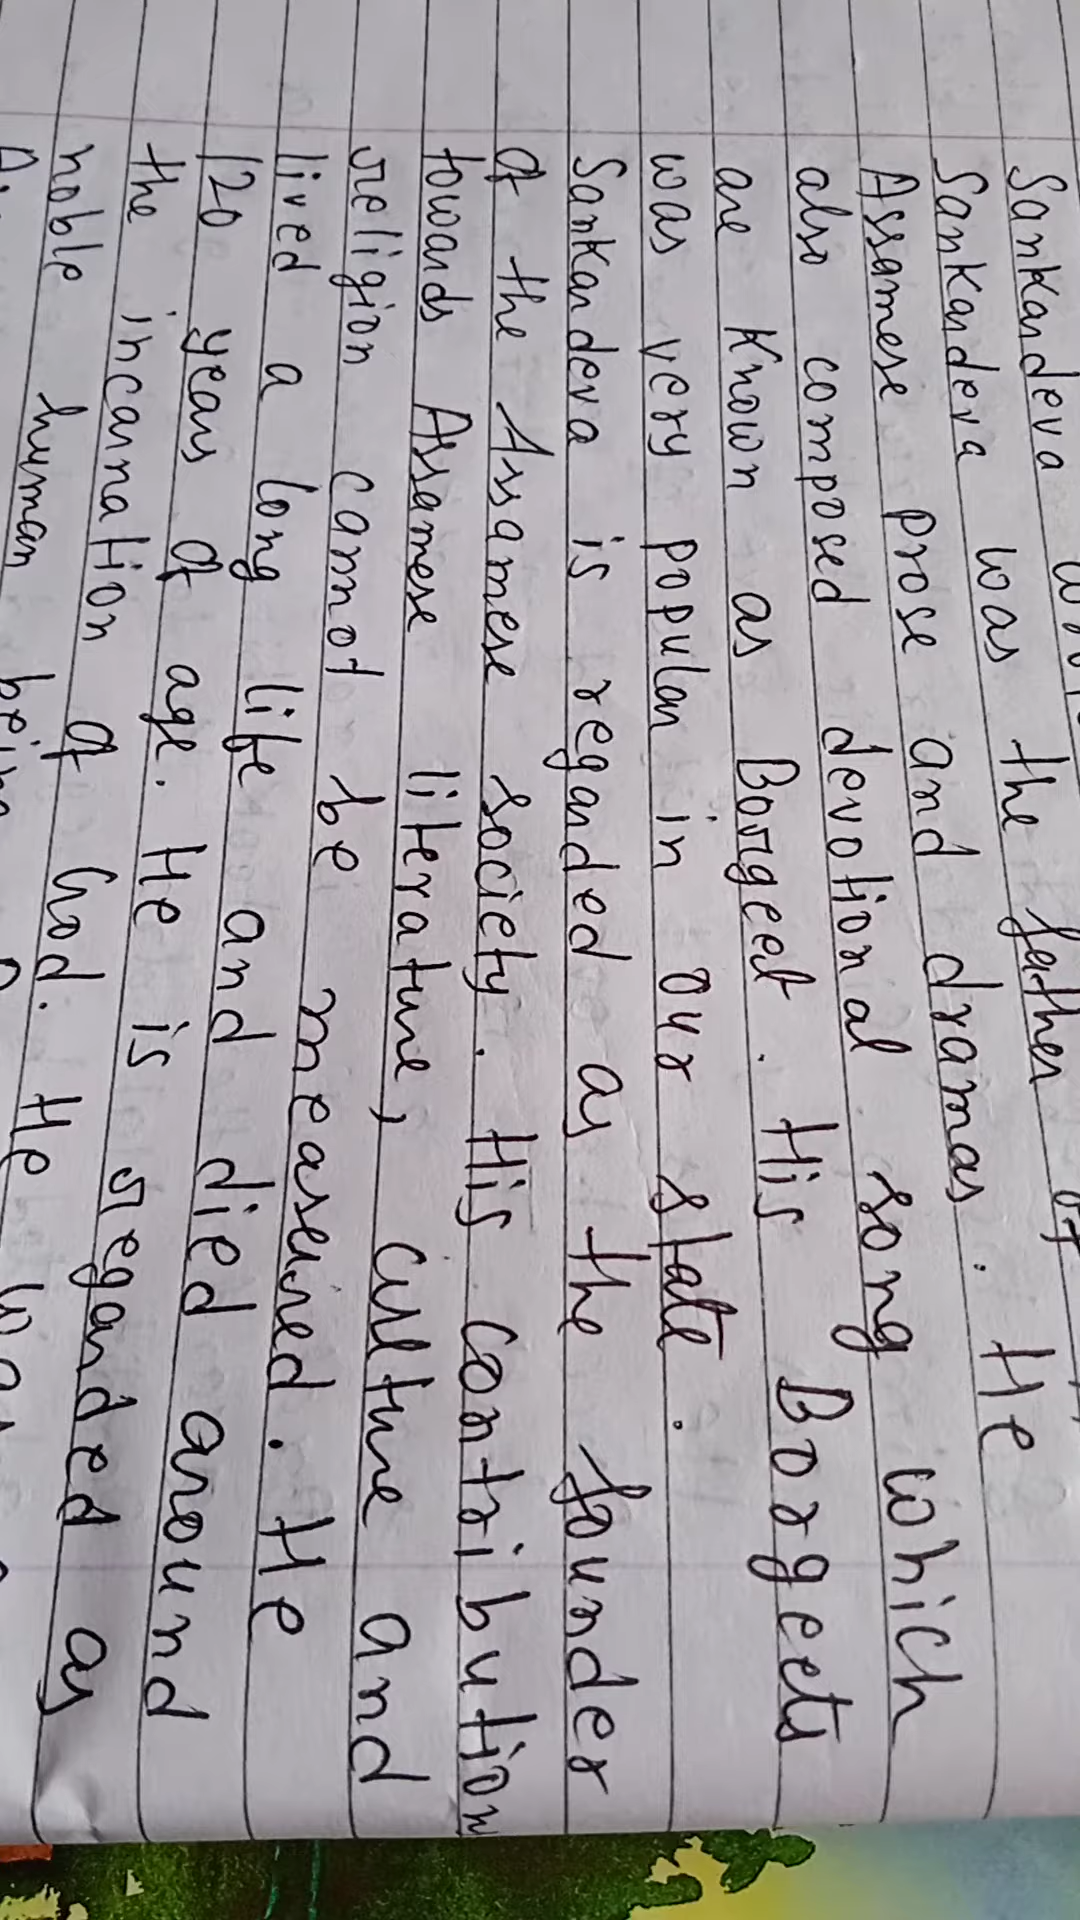 Sankardeva
Sankardeva was the father of
Assamese prose and dramas. He
also composed devotional song which
are known as Borgeet. His Borgeets
was very popular in our state.
Sankardeva is regarded as the founder
of the Assamese society. His contribution
towards Assamese literature, culture and
religion cannot be measured. He
lived a long life and died around
120 years of age. He is regarded as
the incarnation of God. He
noble human being